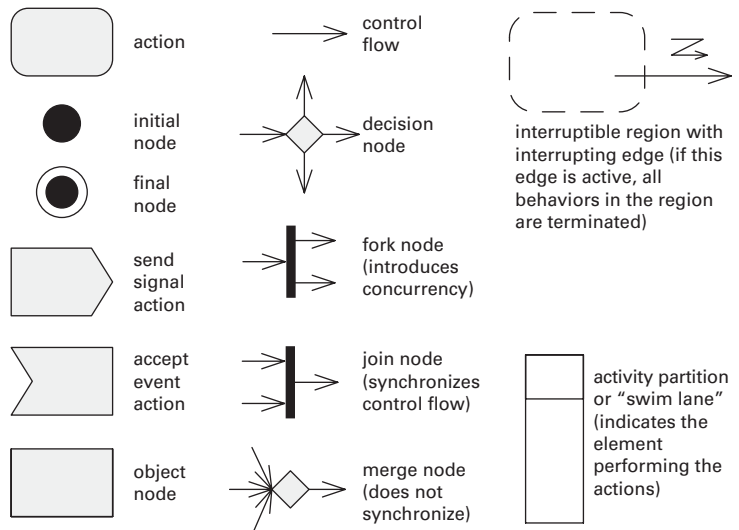 action
initial
node
final
node
send
signal
action
accept
event
action
object
node
control
flow
decision
node
fork node
(introduces
concurrency)
join node
(synchronizes
control flow)
merge node
(does not
synchronize)
interruptible region with
interrupting edge (if this
edge is active, all
behaviors in the region
are terminated)
activity partition
or “swim lane”
(indicates the
element
performing the
actions)